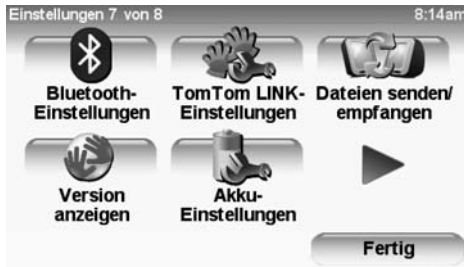 Einstellungen 7 von 8
8:14am
Bluetooth-
Einstellungen
TomTom LINK-
Einstellungen
Dateien senden/
empfangen
Version
anzeigen
Akku-
Einstellungen
Fertig